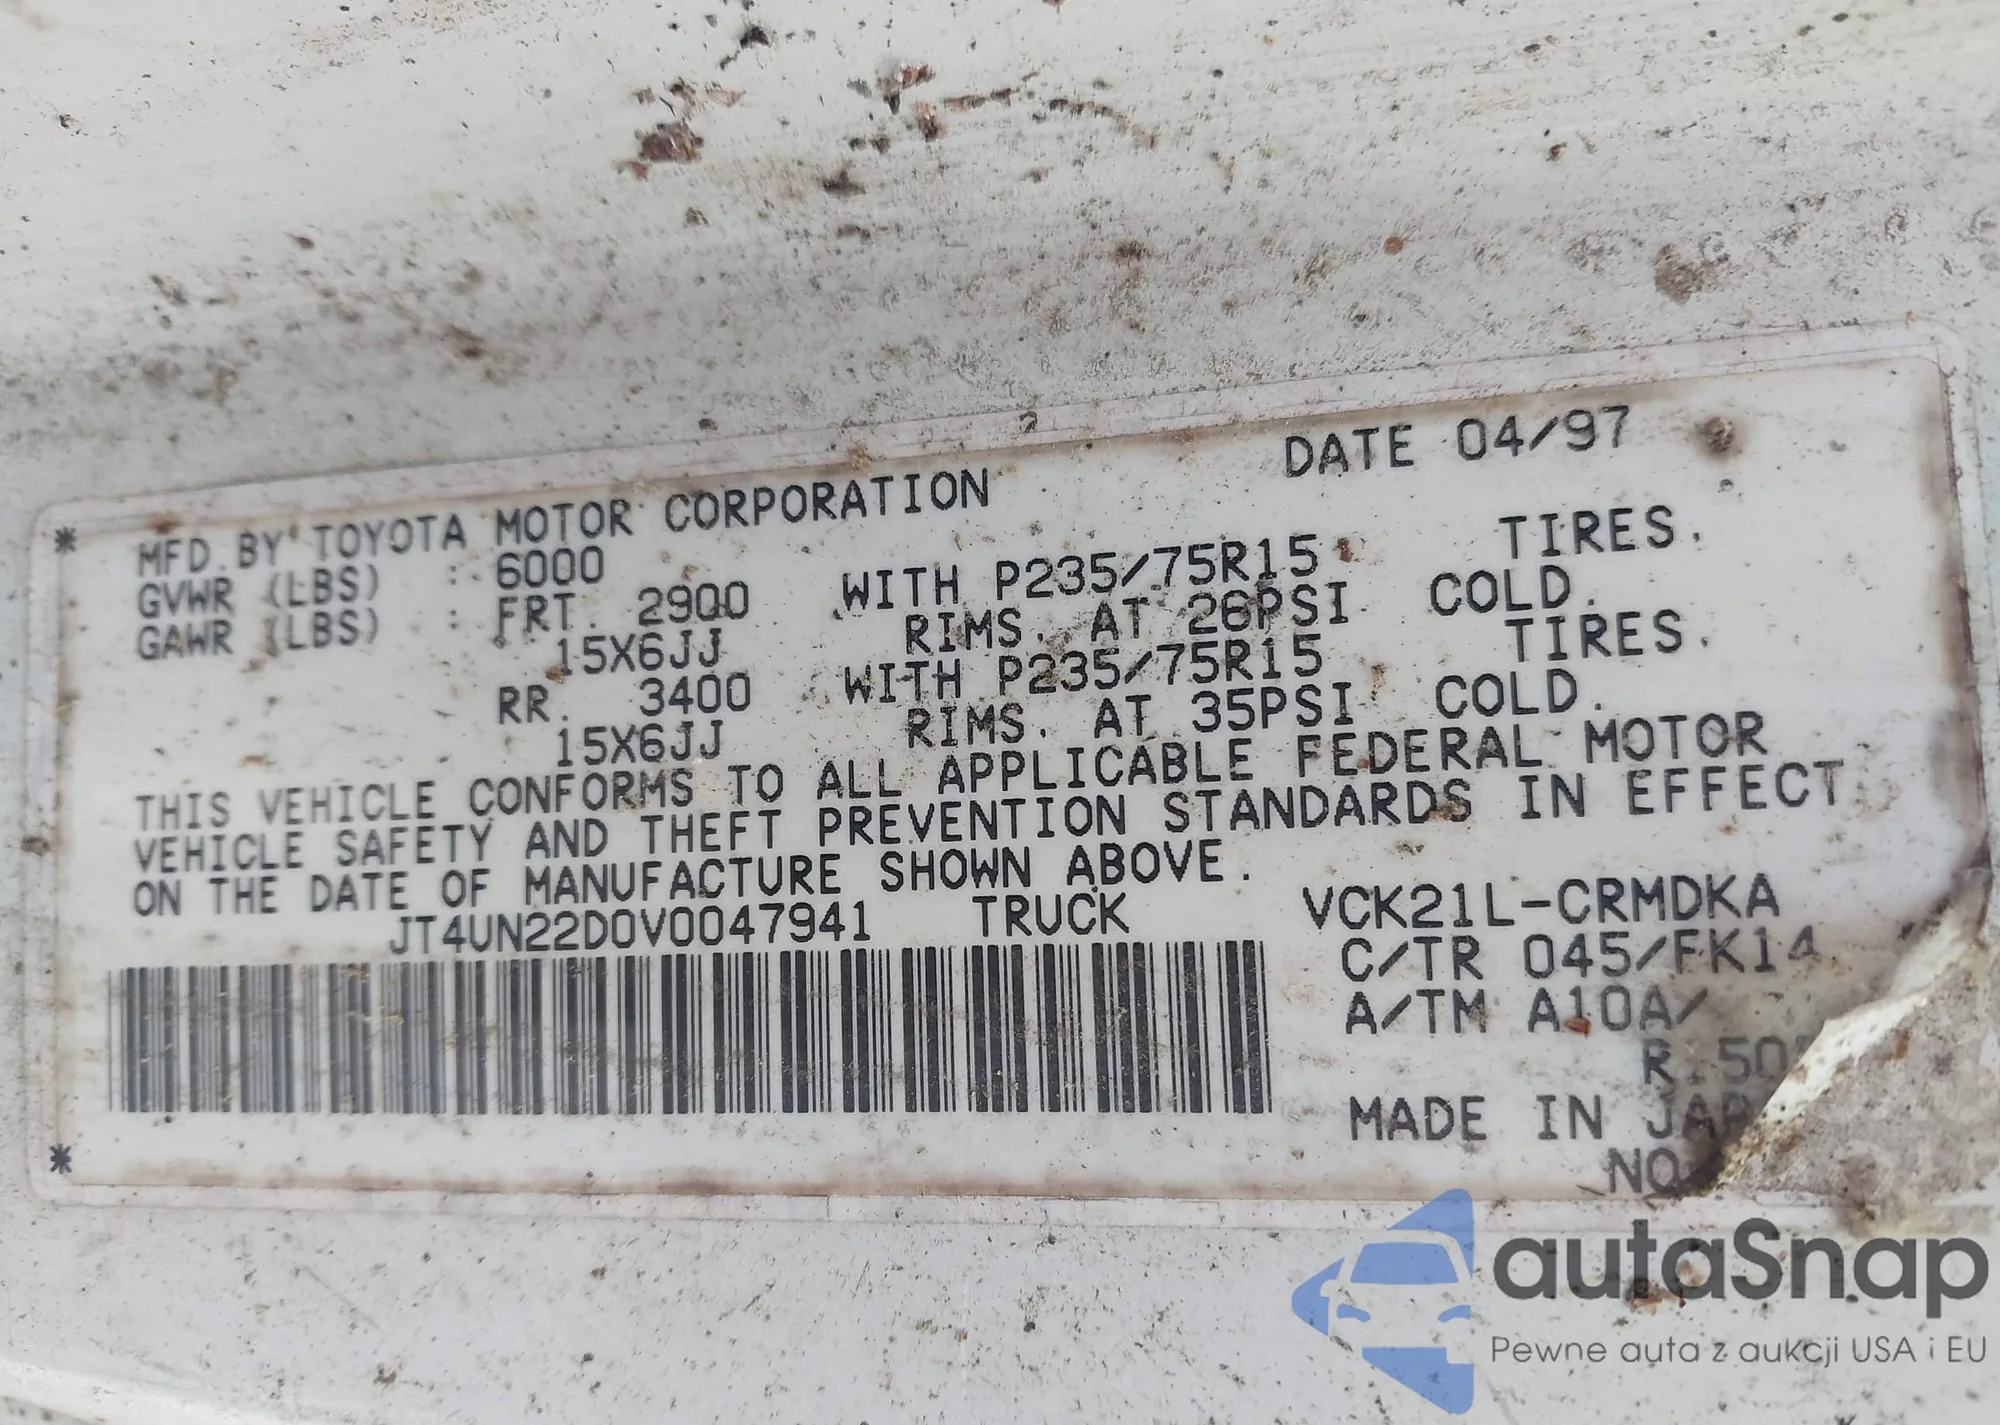 DATE 04/97
* MFD.BY TOYOTA MOTOR CORPORATION
GVWR (LBS) : 6000
GAWR (LBS) : FRT. 2900 WITH P235/75R15 TIRES.
15X6JJ RIMS. AT 26PSI COLD.
RR. 3400 WITH P235/75R15 TIRES.
15X6JJ RIMS. AT 35PSI COLD.
THIS VEHICLE CONFORMS TO ALL APPLICABLE FEDERAL MOTOR
VEHICLE SAFETY AND THEFT PREVENTION STANDARDS IN EFFECT
ON THE DATE OF MANUFACTURE SHOWN ABOVE.
JT4UN22D0V0047941 TRUCK VCK21L-CRMDKA
C/TR 045/FK14
A/TM A10A/
MADE IN
*
autaSnap
Pewne auta z aukcji USA i EU